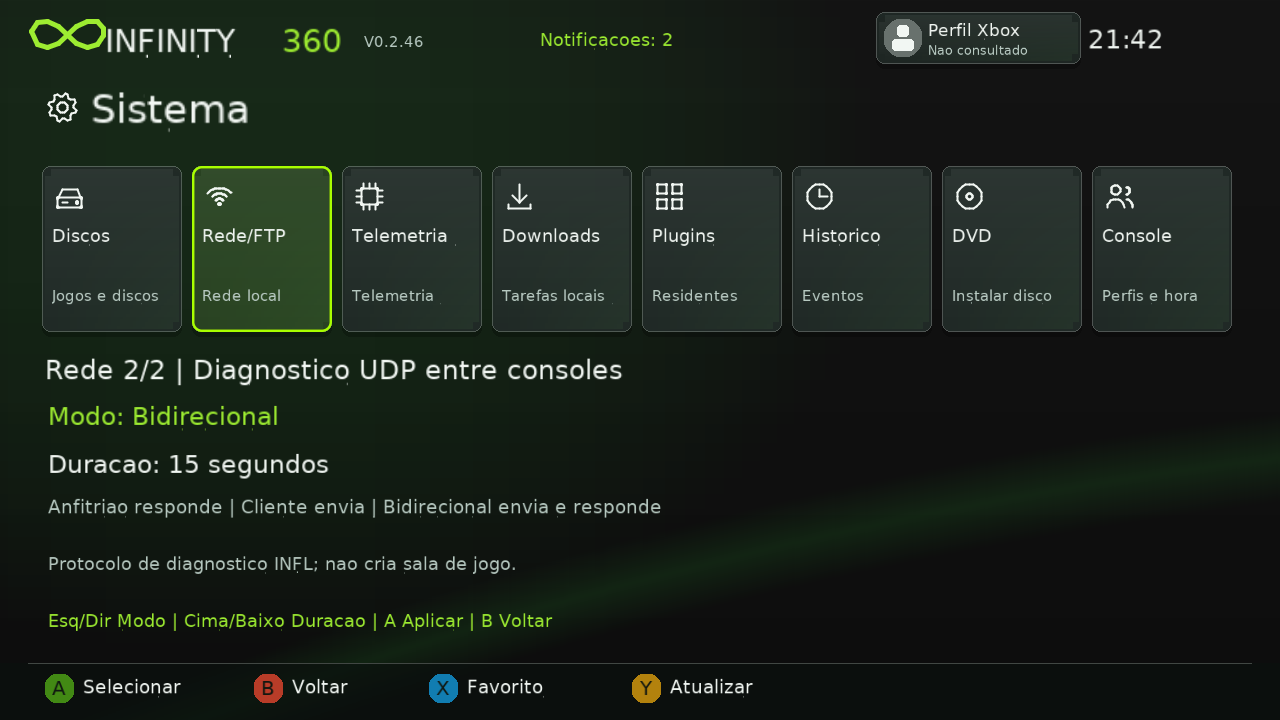 INFINITY 360 V0.2.46 Notificacoes: 2 Perfil Xbox 21:42
Nao consultado
Sistema
Discos Rede/FTP Telemetria Downloads Plugins Historico DVD Console
Jogos e discos Rede local Telemetria Tarefas locais Residentes Eventos Instalar disco Perfis e hora
Rede 2/2 | Diagnostico UDP entre consoles
Modo: Bidirecional
Duracao: 15 segundos
Anfitriao responde | Cliente envia | Bidirecional envia e responde
Protocolo de diagnostico INFL; nao cria sala de jogo.
Esq/Dir Modo | Cima/Baixo Duracao | A Aplicar | B Voltar
A Selecionar B Voltar X Favorito Y Atualizar